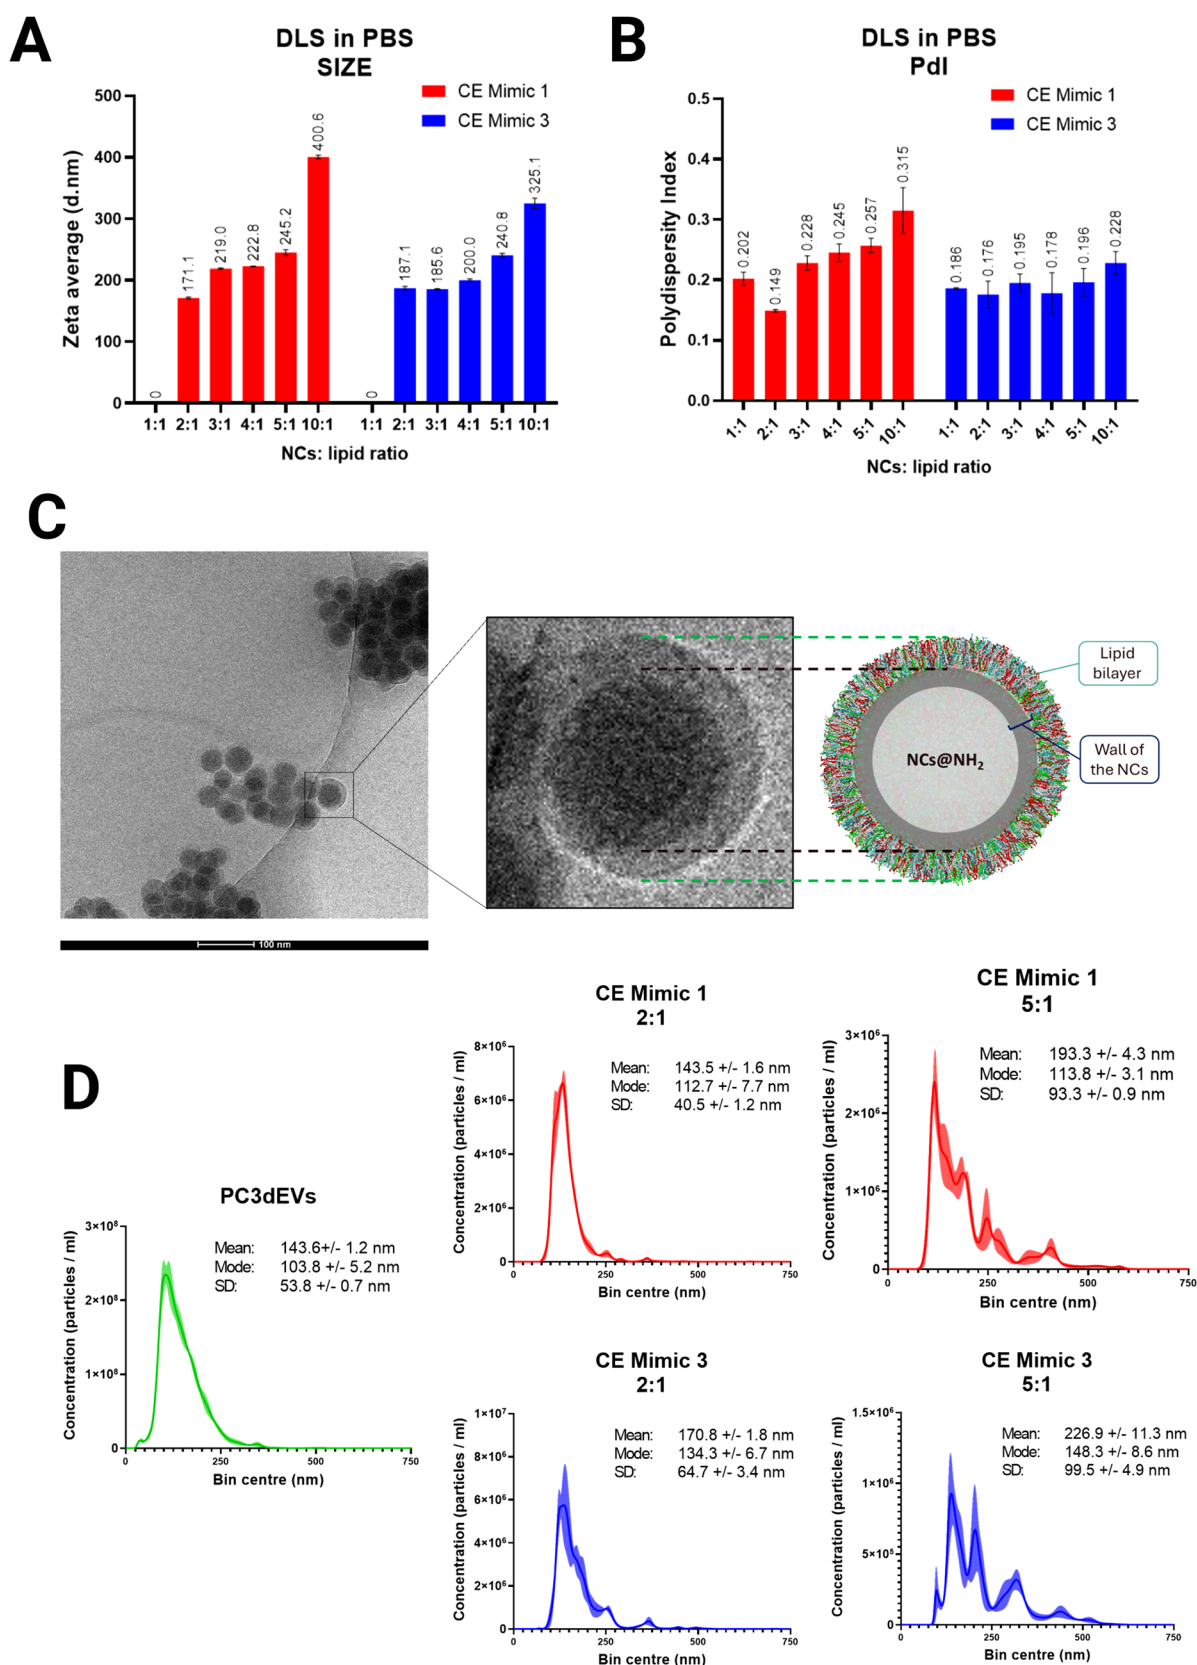 A
DLS in PBS
SIZE
CE Mimic 1
CE Mimic 3
Zeta average (d.nm)
500
400
300
200
100
0
0
171.1
219.0
222.8
245.2
400.6
0
187.1
185.6
200.0
240.8
325.1
1:1 2:1 3:1 4:1 5:1 10:1 1:1 2:1 3:1 4:1 5:1 10:1
NCs: lipid ratio
B
DLS in PBS
PdI
CE Mimic 1
CE Mimic 3
Polydispersity Index
0.5
0.4
0.3
0.2
0.1
0.0
0.202
0.149
0.228
0.245
0.257
0.315
0.186
0.176
0.195
0.178
0.196
0.228
1:1 2:1 3:1 4:1 5:1 10:1 1:1 2:1 3:1 4:1 5:1 10:1
NCs: lipid ratio
C
100 nm
NCs@NH₂
Lipid
bilayer
Wall of
the NCs
D
PC3dEVs
Concentration (particles / ml)
3×10⁸
2×10⁸
1×10⁸
0
Mean: 143.6+/- 1.2 nm
Mode: 103.8 +/- 5.2 nm
SD: 53.8 +/- 0.7 nm
0 250 500 750
Bin centre (nm)
CE Mimic 1
2:1
Concentration (particles / ml)
8×10⁶
6×10⁶
4×10⁶
2×10⁶
0
Mean: 143.5 +/- 1.6 nm
Mode: 112.7 +/- 7.7 nm
SD: 40.5 +/- 1.2 nm
0 250 500 750
Bin centre (nm)
CE Mimic 1
5:1
Concentration (particles / ml)
3×10⁶
2×10⁶
1×10⁶
0
Mean: 193.3 +/- 4.3 nm
Mode: 113.8 +/- 3.1 nm
SD: 93.3 +/- 0.9 nm
0 250 500 750
Bin centre (nm)
CE Mimic 3
2:1
Concentration (particles / ml)
1×10⁷
8×10⁶
6×10⁶
4×10⁶
2×10⁶
0
Mean: 170.8 +/- 1.8 nm
Mode: 134.3 +/- 6.7 nm
SD: 64.7 +/- 3.4 nm
0 250 500 750
Bin centre (nm)
CE Mimic 3
5:1
Concentration (particles / ml)
1.5×10⁶
1×10⁶
5×10⁵
0
Mean: 226.9 +/- 11.3 nm
Mode: 148.3 +/- 8.6 nm
SD: 99.5 +/- 4.9 nm
0 250 500 750
Bin centre (nm)